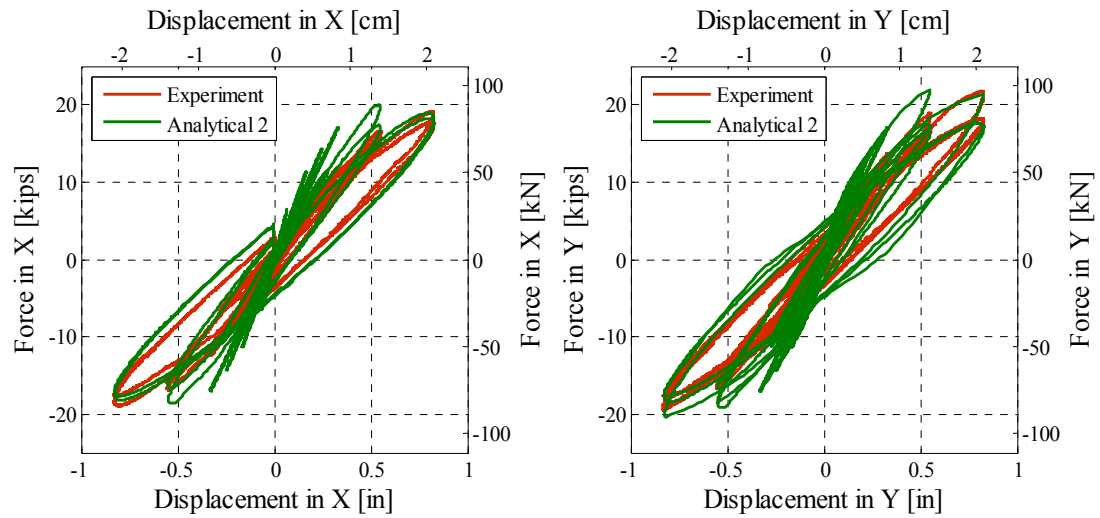 Displacement in X [cm]
-2 -1 0 1 2
Experiment
Analytical 2
Force in X [kips]
20
10
0
-10
-20
Force in X [kN]
100
50
0
-50
-100
-1 -0.5 0 0.5 1
Displacement in X [in]
Displacement in Y [cm]
-2 -1 0 1 2
Experiment
Analytical 2
Force in Y [kips]
20
10
0
-10
-20
Force in Y [kN]
100
50
0
-50
-100
-1 -0.5 0 0.5 1
Displacement in Y [in]